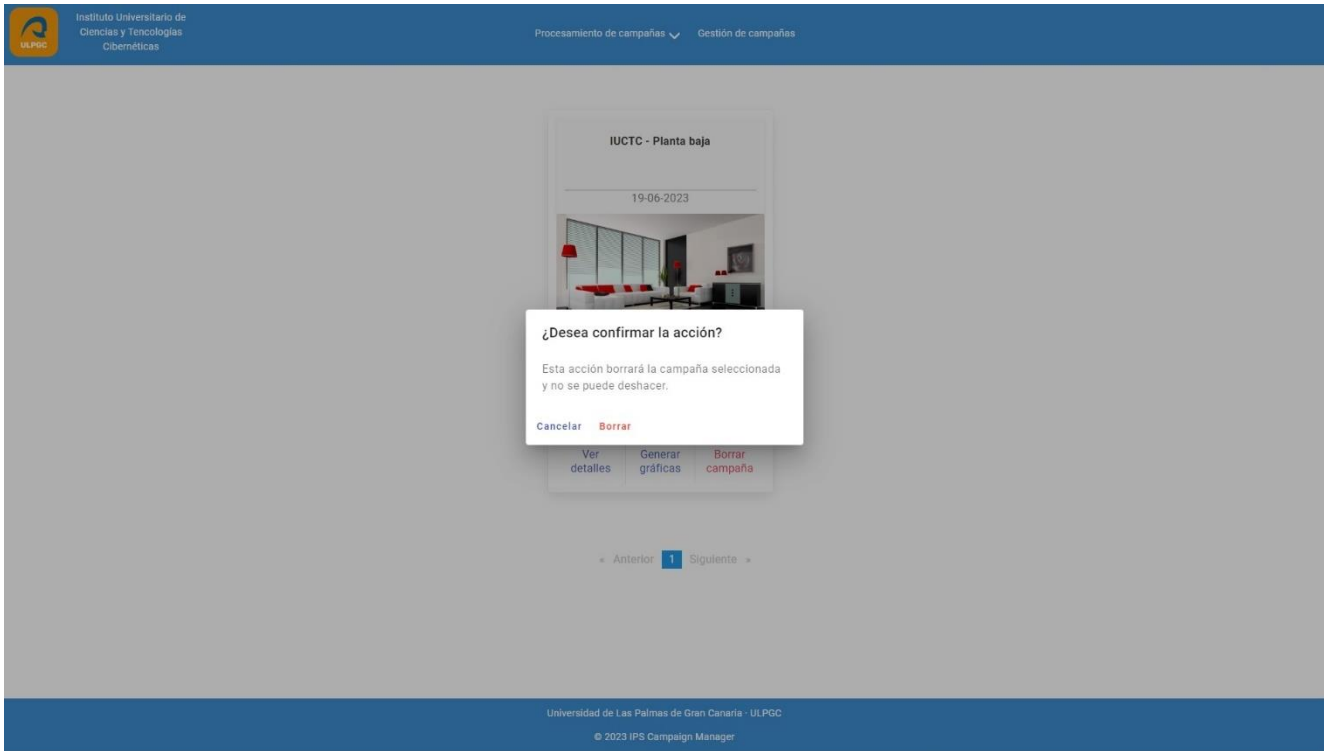 ULPGC
Instituto Universitario de
Ciencias y Tencologías
Cibernéticas
Procesamiento de campañas
Gestión de campañas
IUCTC - Planta baja
19-06-2023
¿Desea confirmar la acción?
Esta acción borrará la campaña seleccionada
y no se puede deshacer.
Cancelar Borrar
Ver
detalles
Generar
gráficas
Borrar
campaña
« Anterior 1 Siguiente »
Universidad de Las Palmas de Gran Canaria · ULPGC
© 2023 IPS Campaign Manager